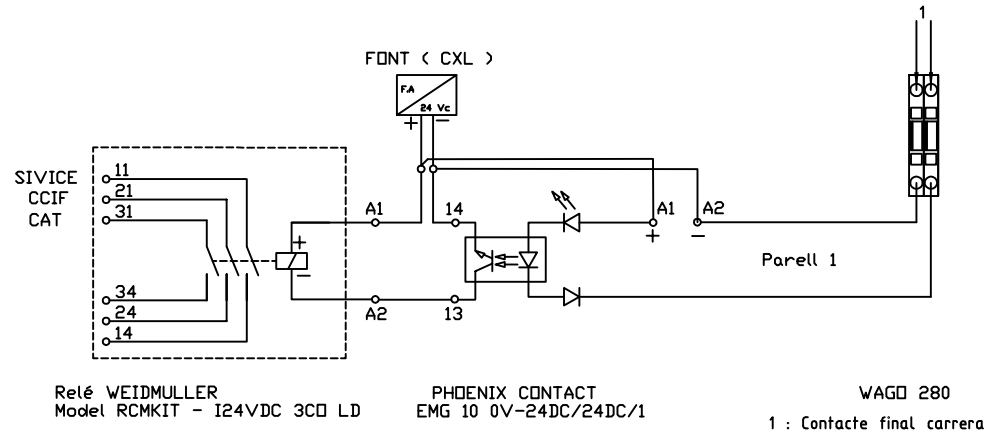 1
FONT ( CXL )
F.A
24 Vc
+ −
SIVICE
CCIF
CAT
11
21
31
A1
14
A1
A2
+
−
+
−
Parell 1
34
24
14
A2
13
Relé WEIDMULLER
Model RCMKIT - I24VDC 3CO LD
PHOENIX CONTACT
EMG 10 OV-24DC/24DC/1
WAGO 280
1 : Contacte final carrera